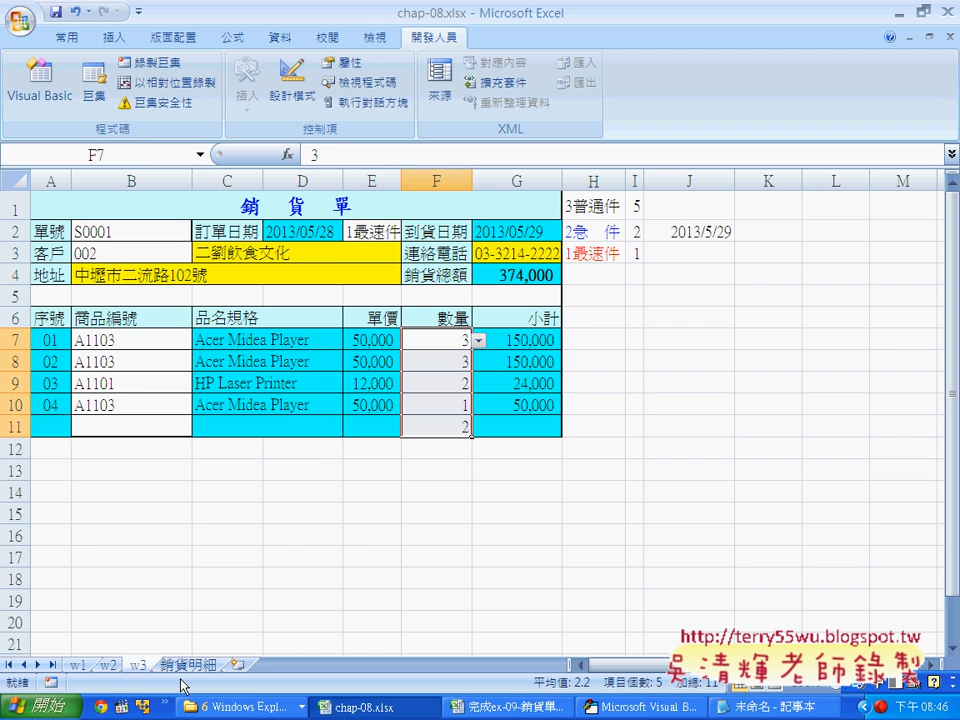 chap-08.xlsx - Microsoft Excel
常用 插入 版面配置 公式 資料 校閱 檢視 開發人員
Visual Basic 巨集 錄製巨集 以相對位置錄製 巨集安全性 插入 設計模式 屬性 檢視程式碼 執行對話方塊 來源 對應內容 擴充套件 重新整理資料 匯入 匯出
程式碼 控制項 XML
F7 fx 3
A B C D E F G H I J K L M
1 銷 貨 單 3普通件 5
2 單號 S0001 訂單日期 2013/05/28 1最速件 到貨日期 2013/05/29 2急 件 2 2013/5/29
3 客戶 002 二劉飲食文化 連絡電話 03-3214-2222 1最速件 1
4 地址 中壢市二流路102號 銷貨總額 374,000
5
6 序號 商品編號 品名規格 單價 數量 小計
7 01 A1103 Acer Midea Player 50,000 3 150,000
8 02 A1103 Acer Midea Player 50,000 3 150,000
9 03 A1101 HP Laser Printer 12,000 2 24,000
10 04 A1103 Acer Midea Player 50,000 1 50,000
11 2
12
13
14
15
16
17
18
19
20
21
http://terry55wu.blogspot.tw
吳清輝老師錄製
w1 w2 w3 銷貨明細
就緒 平均值: 2.2 項目個數: 5 加總: 11
開始 6 Windows Expl... chap-08.xlsx 完成ex-09-銷貨單... Microsoft Visual B... 未命名 - 記事本 下午 08:46